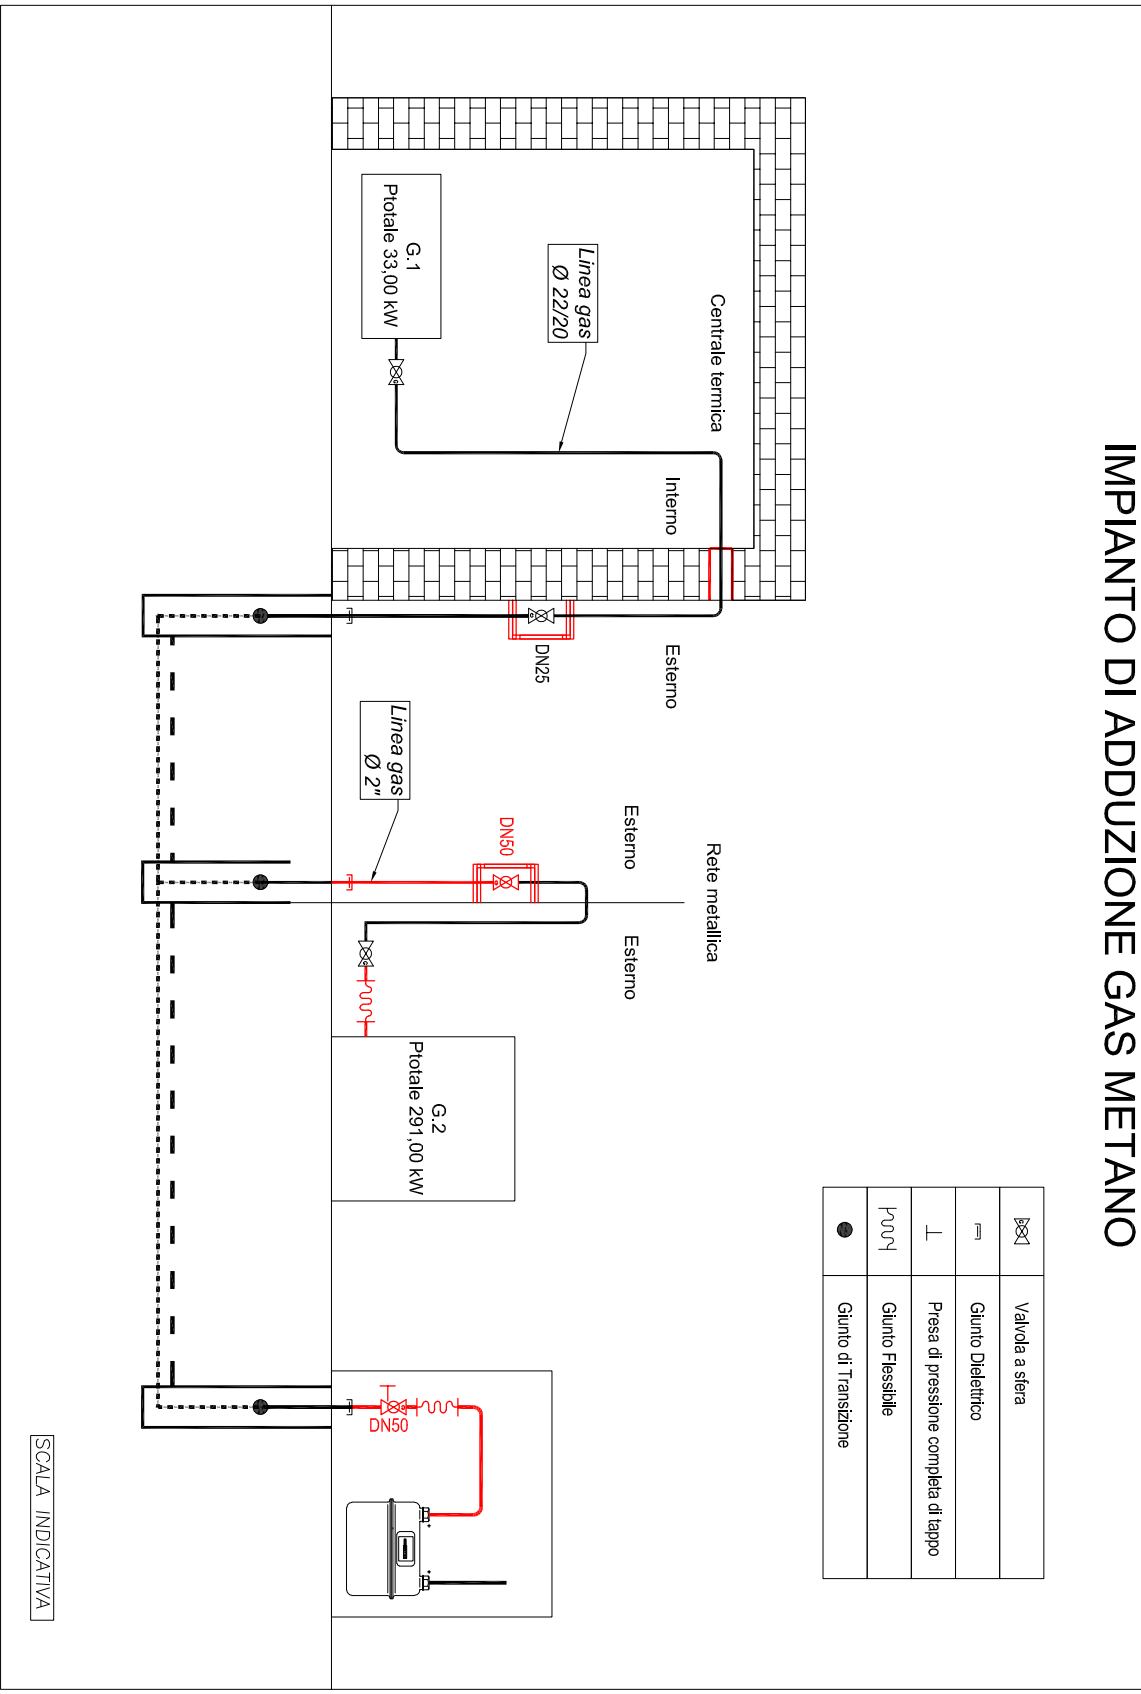 IMPIANTO DI ADDUZIONE GAS METANO
Centrale termica
Interno
Esterno
Linea gas
Ø 22/20
G.1
Ptotale 33,00 kW
DN25
Rete metallica
Esterno
Esterno
DN50
Linea gas
Ø 2"
G.2
Ptotale 291,00 kW
DN50
Valvola a sfera
Giunto Dielettrico
Presa di pressione completa di tappo
Giunto Flessibile
Giunto di Transizione
SCALA INDICATIVA